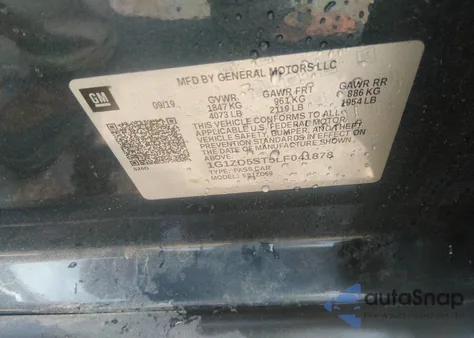 MFD BY GENERAL MOTORS LLC
GM
09/19 GVWR GAWR FRT GAWR RR
1847 KG 961 KG 886 KG
4073 LB 2119 LB 1954 LB
THIS VEHICLE CONFORMS TO ALL
APPLICABLE U.S. FEDERAL MOTOR
VEHICLE SAFETY, BUMPER, AND THEFT
PREVENTION STANDARDS IN EFFECT ON
THE DATE OF MANUFACTURE SHOWN ABOVE.
1G1ZD5ST5LF041878
TYPE: PASS CAR
MODEL:
autoSnap